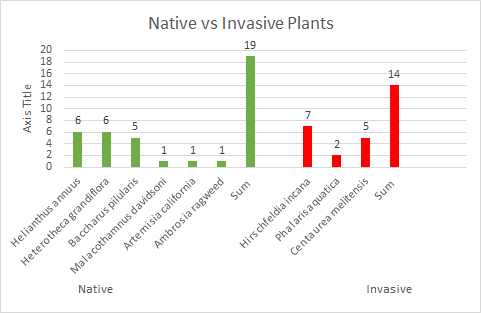 Native vs Invasive Plants
Axis Title
20
18
16
14
12
10
8
6
4
2
0
6
6
5
1
1
1
19
7
2
5
14
Helianthus annuus
Heterotheca grandiflora
Baccharus pilularis
Malacothamnus davidsoni
Artemisia california
Ambrosia ragweed
Sum
Hirschfeldia incana
Phalaris aquatica
Centaurea melitensis
Sum
Native
Invasive